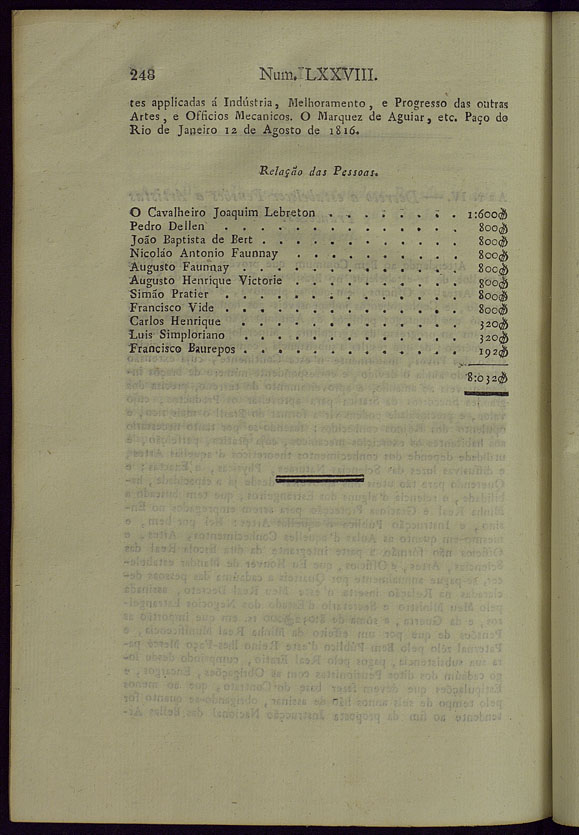 248 Num. LXXVIII.
tes applicadas á Indústria, Melhoramento, e Progresso das outras
Artes, e Officios Mecanicos. O Marquez de Aguiar, etc. Paço do
Rio de Janeiro 12 de Agosto de 1816.
Relação das Pessoas.
O Cavalheiro Joaquim Lebreton . . . . . . . 1:600$
Pedro Dellen . . . . . . . . . . . . . 800$
João Baptista de Bert . . . . . . . . . . . 800$
Nicoláo Antonio Faunnay . . . . . . . . . 800$
Augusto Faunnay . . . . . . . . . . . . 800$
Augusto Henrique Victorie . . . . . . . . . 800$
Simão Pratier . . . . . . . . . . . . . 800$
Francisco Vide . . . . . . . . . . . . . 800$
Carlos Henrique . . . . . . . . . . . . 320$
Luis Simploriano . . . . . . . . . . . . 320$
Francisco Baurepos . . . . . . . . . . . . 192$
8:032$